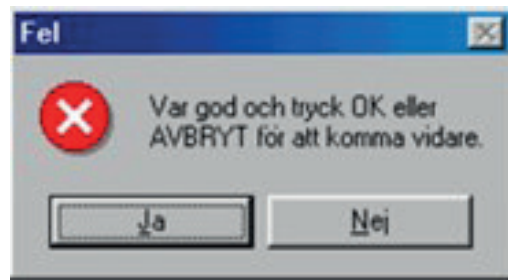 Fel
Var god och tryck OK eller
AVBRYT för att komma vidare.
Ja
Nej